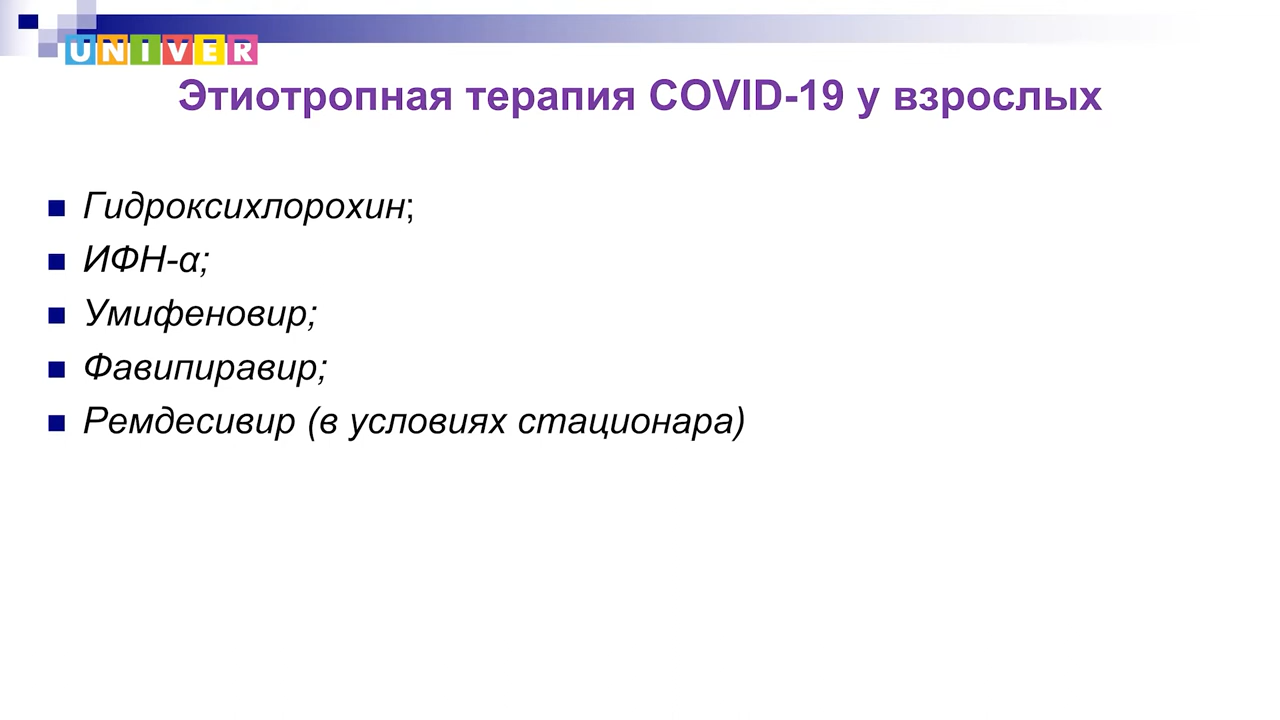 UNIVER
Этиотропная терапия COVID-19 у взрослых
Гидроксихлорохин;
ИФН-α;
Умифеновир;
Фавипиравир;
Ремдесивир (в условиях стационара)